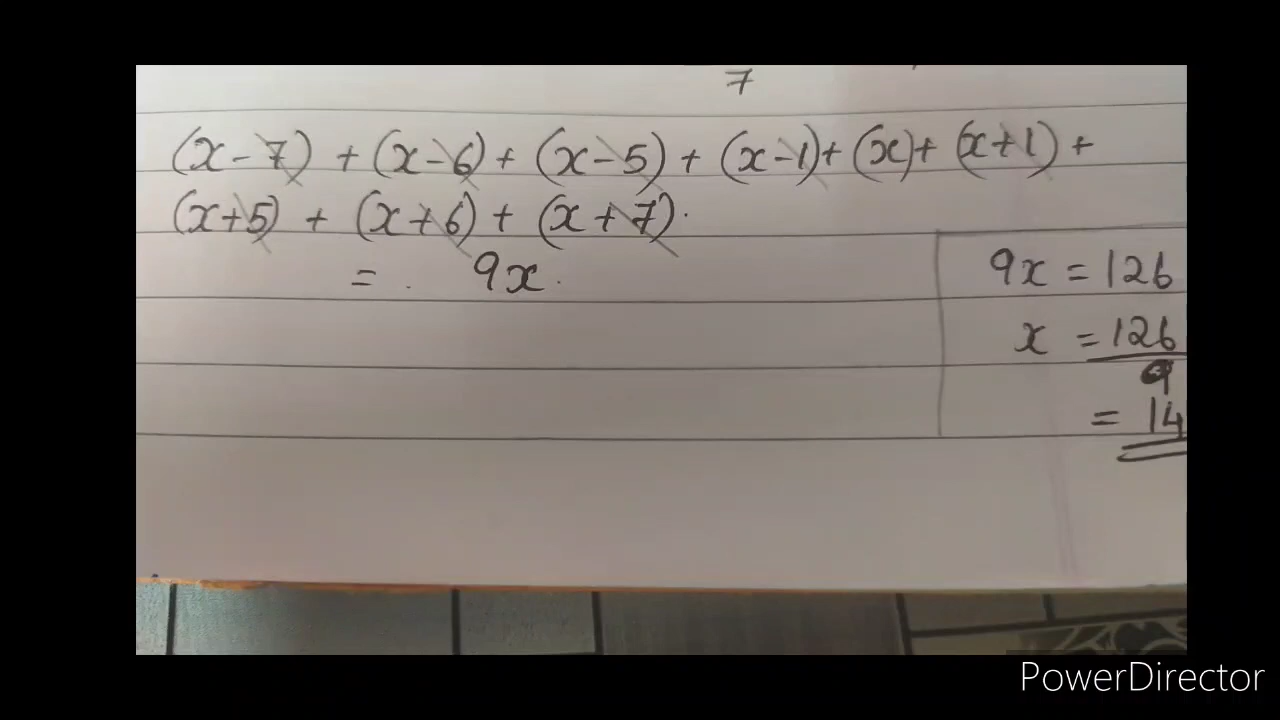 7
(x-7) + (x-6) + (x-5) + (x-1) + (x) + (x+1) +
(x+5) + (x+6) + (x+7).
= 9x.
9x = 126
x = 126
9
= 14
PowerDirector